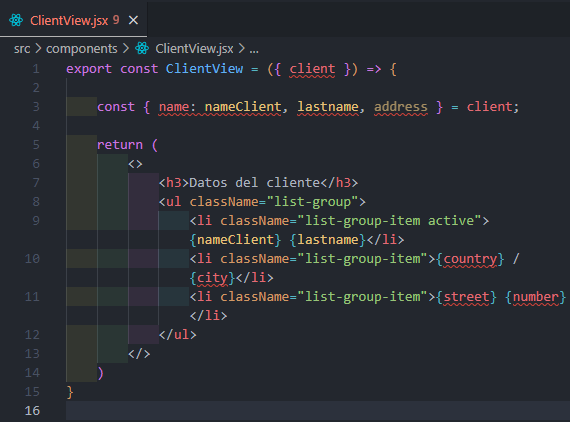 ClientView.jsx 9 ×
src > components > ClientView.jsx > ...
1 export const ClientView = ({ client }) => {
2
3 const { name: nameClient, lastname, address } = client;
4
5 return (
6 <>
7 <h3>Datos del cliente</h3>
8 <ul className="list-group">
9 <li className="list-group-item active">
{nameClient} {lastname}</li>
10 <li className="list-group-item">{country} /
{city}</li>
11 <li className="list-group-item">{street} {number}
</li>
12 </ul>
13 </>
14 )
15 }
16